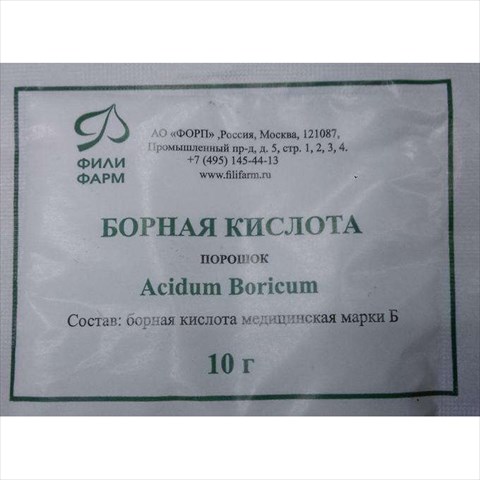 ФИЛИ
ФАРМ
АО «ФОРП» ,Россия, Москва, 121087,
Промышленный пр-д, д. 5, стр. 1, 2, 3, 4.
+7 (495) 145-44-13
www.filifarm.ru
БОРНАЯ КИСЛОТА
ПОРОШОК
Acidum Boricum
Состав: борная кислота медицинская марки Б
10 г